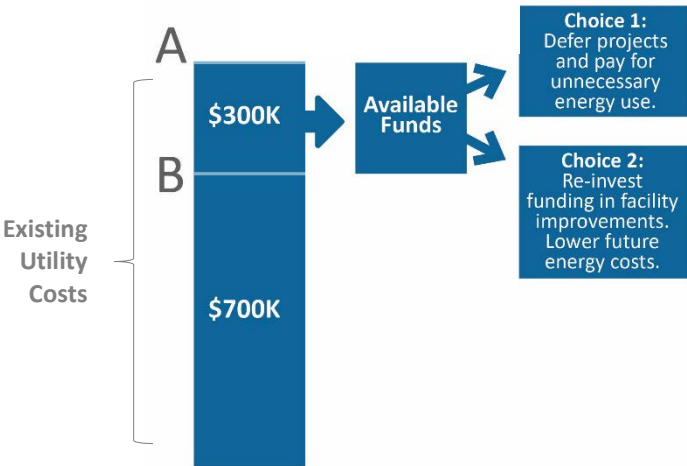 A
$300K
Available
Funds
Choice 1:
Defer projects
and pay for
unnecessary
energy use.
B
Choice 2:
Re-invest
funding in facility
improvements.
Lower future
energy costs.
Existing
Utility
Costs
$700K